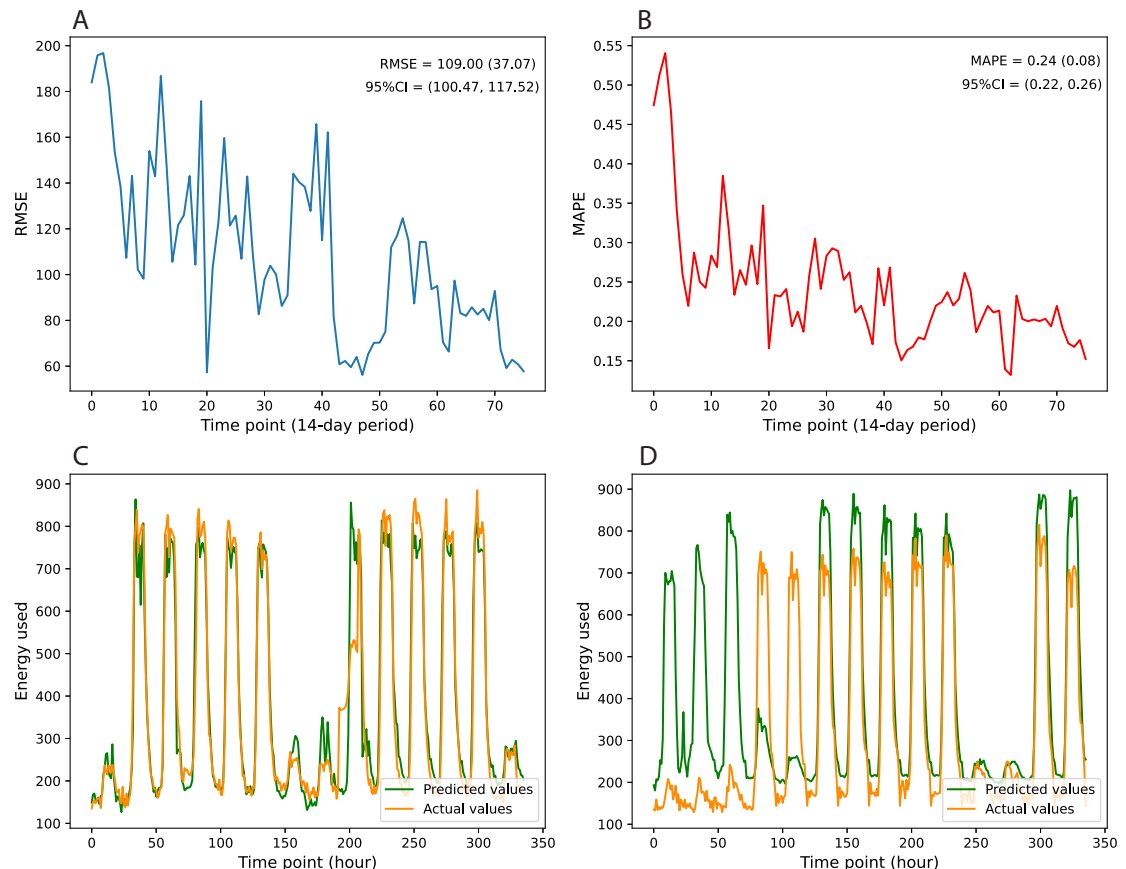 A
RMSE = 109.00 (37.07)
95%CI = (100.47, 117.52)
200
180
160
140
120
100
80
60
RMSE
0 10 20 30 40 50 60 70
Time point (14-day period)
B
MAPE = 0.24 (0.08)
95%CI = (0.22, 0.26)
0.55
0.50
0.45
0.40
0.35
0.30
0.25
0.20
0.15
MAPE
0 10 20 30 40 50 60 70
Time point (14-day period)
C
900
800
700
600
500
400
300
200
100
Energy used
Predicted values
Actual values
0 50 100 150 200 250 300 350
Time point (hour)
D
900
800
700
600
500
400
300
200
100
Energy used
Predicted values
Actual values
0 50 100 150 200 250 300 350
Time point (hour)